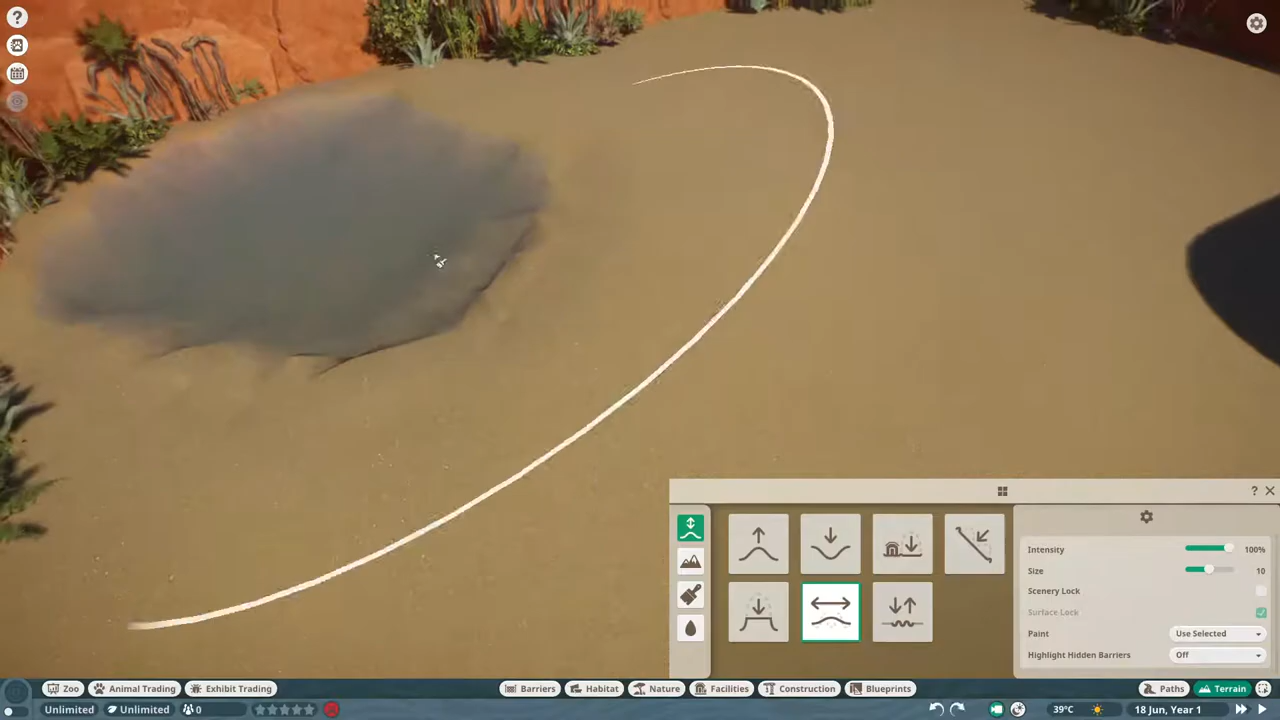 ?
? ×
Intensity 100%
Size 10
Scenery Lock
Surface Lock
Paint Use Selected
Highlight Hidden Barriers Off
Zoo Animal Trading Exhibit Trading Barriers Habitat Nature Facilities Construction Blueprints Paths Terrain
Unlimited Unlimited 0 39°C 18 Jun, Year 1